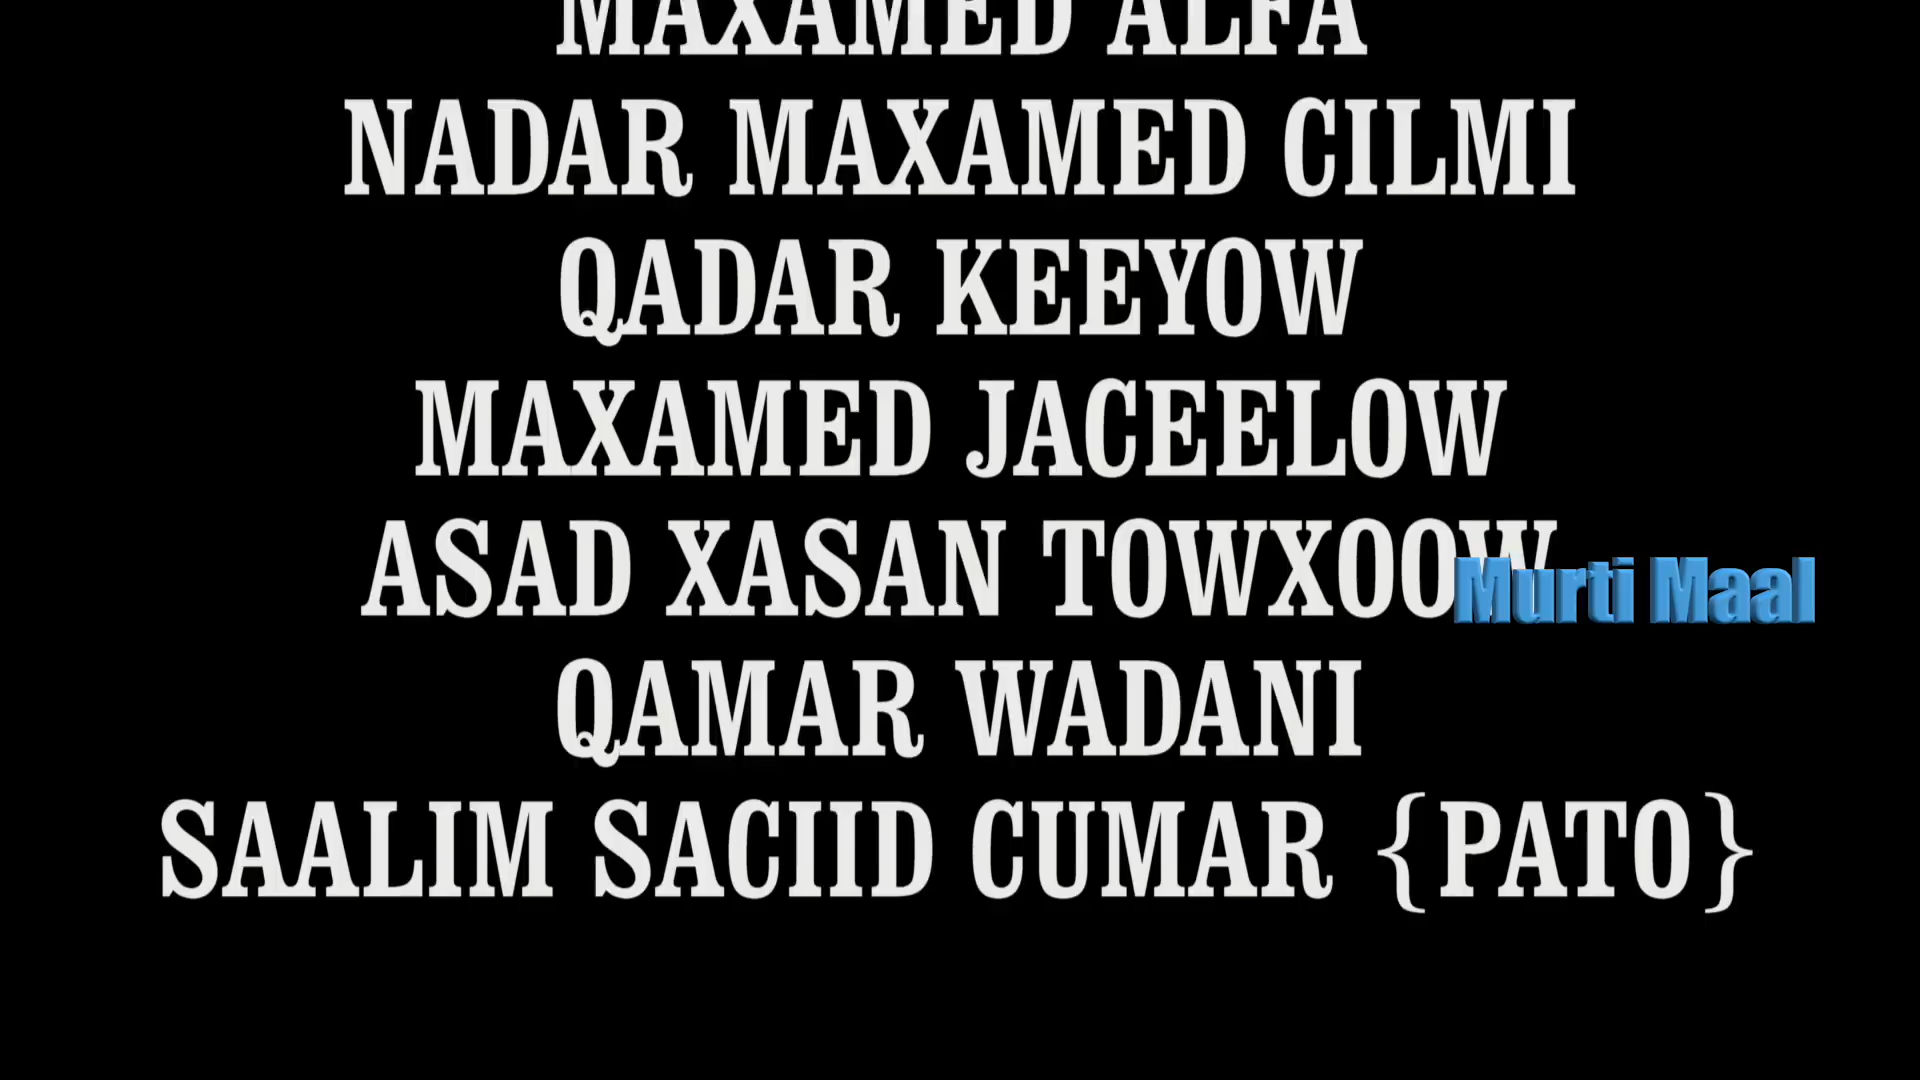 MAXAMED ALFA
NADAR MAXAMED CILMI
QADAR KEEYOW
MAXAMED JACEELOW
ASAD XASAN TOWXOOW
Murti Maal
QAMAR WADANI
SAALIM SACIID CUMAR {PATO}